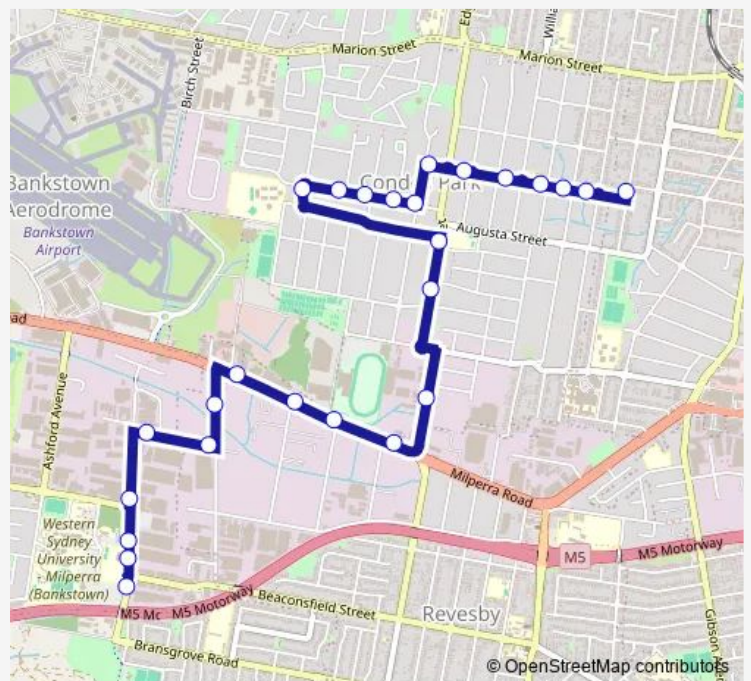 Marion Street
Marion Street
Birch Street
Bankstown
Aerodrome
Bankstown
Airport
Augusta Street
Ashford Avenue
Milperra Road
Western
Sydney
University
- Milperra
(Bankstown)
M5
M5 Motorway
M5 Motorway
Beaconsfield Street
Revesby
Bransgrove Road
© OpenStreetMap contributors